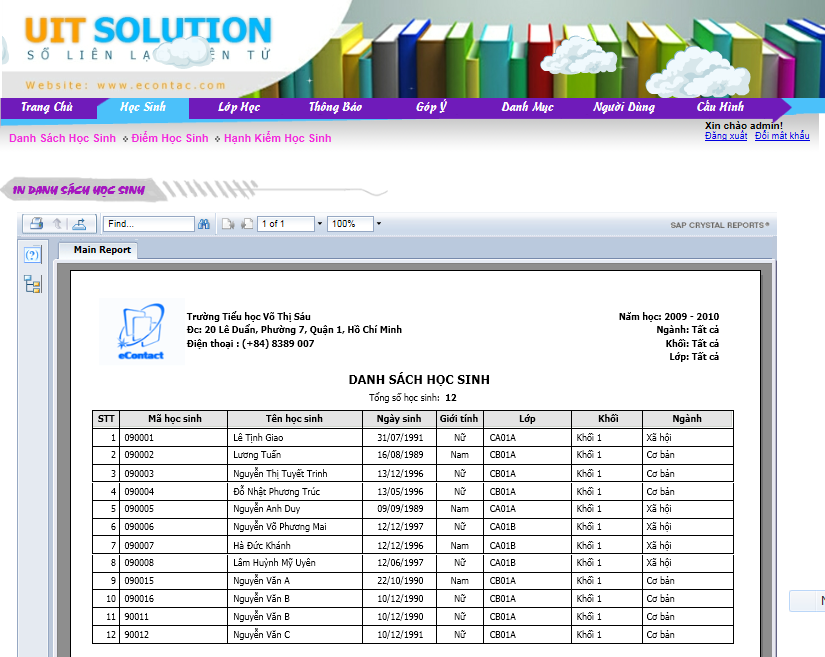 UIT SOLUTION
Website: www.econtac.com
Trang Chủ Học Sinh Lớp Học Thông Báo Góp Ý Danh Mục Người Dùng Cấu Hình
Xin chào admin!
Đăng xuất Đổi mật khẩu
Danh Sách Học Sinh Điểm Học Sinh Hạnh Kiểm Học Sinh
IN DANH SÁCH HỌC SINH
Find... 1 of 1 100% SAP CRYSTAL REPORTS®
Main Report
eContact
Trường Tiểu học Võ Thị Sáu
Đc: 20 Lê Duẩn, Phường 7, Quận 1, Hồ Chí Minh
Điện thoại : (+84) 8389 007
Năm học: 2009 - 2010
Ngành: Tất cả
Khối: Tất cả
Lớp: Tất cả
DANH SÁCH HỌC SINH
Tổng số học sinh: 12
STT Mã học sinh Tên học sinh Ngày sinh Giới tính Lớp Khối Ngành
1 090001 Lê Tịnh Giao 31/07/1991 Nữ CA01A Khối 1 Xã hội
2 090002 Lương Tuấn 16/08/1989 Nam CB01A Khối 1 Cơ bản
3 090003 Nguyễn Thị Tuyết Trinh 13/12/1996 Nữ CB01A Khối 1 Cơ bản
4 090004 Đỗ Nhật Phương Trúc 13/05/1996 Nữ CB01A Khối 1 Cơ bản
5 090005 Nguyễn Anh Duy 09/09/1989 Nam CA01A Khối 1 Xã hội
6 090006 Nguyễn Võ Phương Mai 12/12/1997 Nữ CA01B Khối 1 Xã hội
7 090007 Hà Đức Khánh 12/12/1996 Nam CA01B Khối 1 Xã hội
8 090008 Lâm Huỳnh Mỹ Uyên 12/06/1997 Nữ CA01B Khối 1 Xã hội
9 090015 Nguyễn Văn A 22/10/1990 Nam CB01A Khối 1 Cơ bản
10 090016 Nguyễn Văn B 10/12/1990 Nữ CB01A Khối 1 Cơ bản
11 90011 Nguyễn Văn B 10/12/1990 Nữ CB01A Khối 1 Cơ bản
12 90012 Nguyễn Văn C 10/12/1991 Nữ CB01A Khối 1 Cơ bản